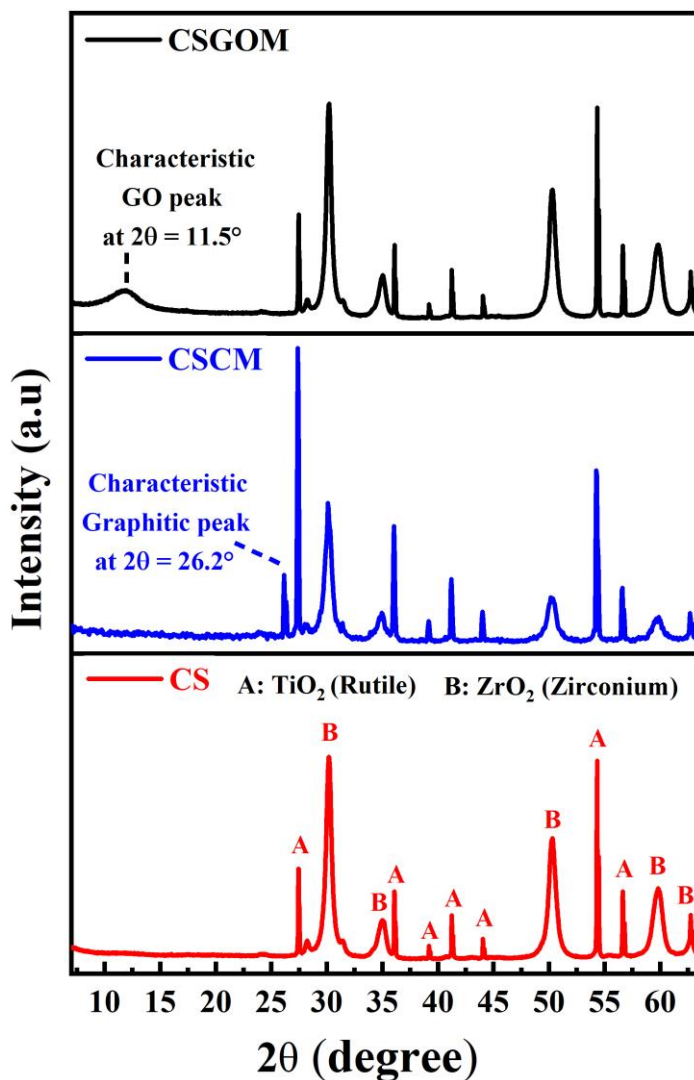 CSGOM
Characteristic
GO peak
at 2θ = 11.5°
CSCM
Characteristic
Graphitic peak
at 2θ = 26.2°
CS
A: TiO₂ (Rutile) B: ZrO₂ (Zirconium)
A
B
B
A
A
A
A
B
A
A
B
B
10 15 20 25 30 35 40 45 50 55 60
2θ (degree)
Intensity (a.u)